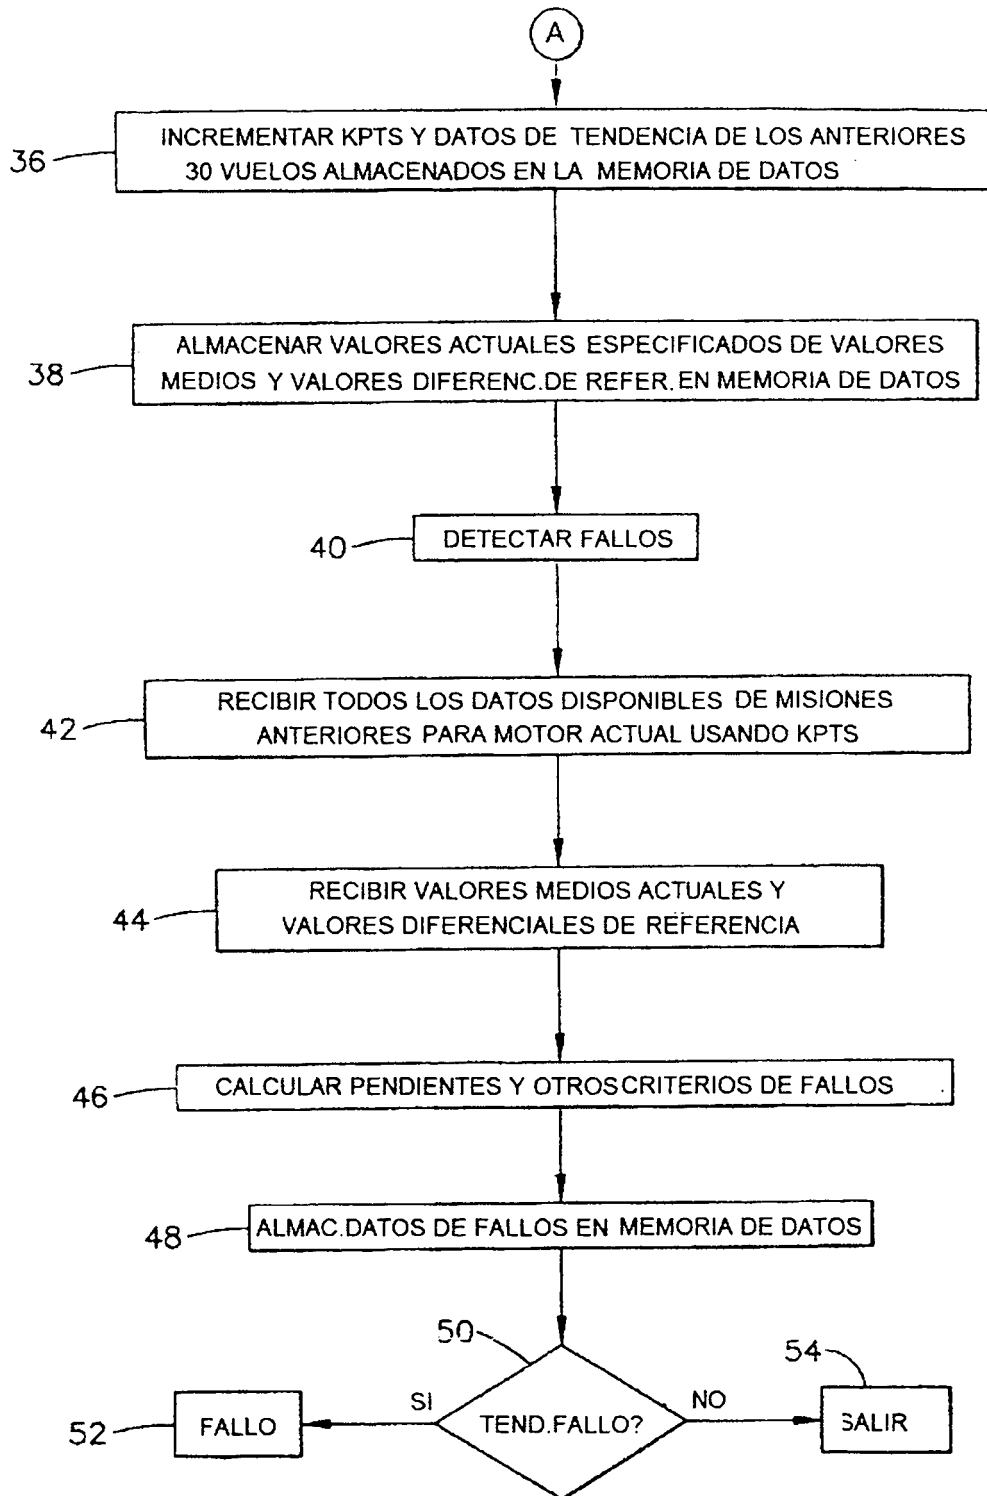 A
36
INCREMENTAR KPTS Y DATOS DE TENDENCIA DE LOS ANTERIORES
30 VUELOS ALMACENADOS EN LA MEMORIA DE DATOS
38
ALMACENAR VALORES ACTUALES ESPECIFICADOS DE VALORES
MEDIOS Y VALORES DIFERENC.DE REFER.EN MEMORIA DE DATOS
40
DETECTAR FALLOS
42
RECIBIR TODOS LOS DATOS DISPONIBLES DE MISIONES
ANTERIORES PARA MOTOR ACTUAL USANDO KPTS
44
RECIBIR VALORES MEDIOS ACTUALES Y
VALORES DIFERENCIALES DE REFERENCIA
46
CALCULAR PENDIENTES Y OTROS CRITERIOS DE FALLOS
48
ALMAC.DATOS DE FALLOS EN MEMORIA DE DATOS
50
54
SI
NO
52
FALLO
TEND.FALLO?
SALIR